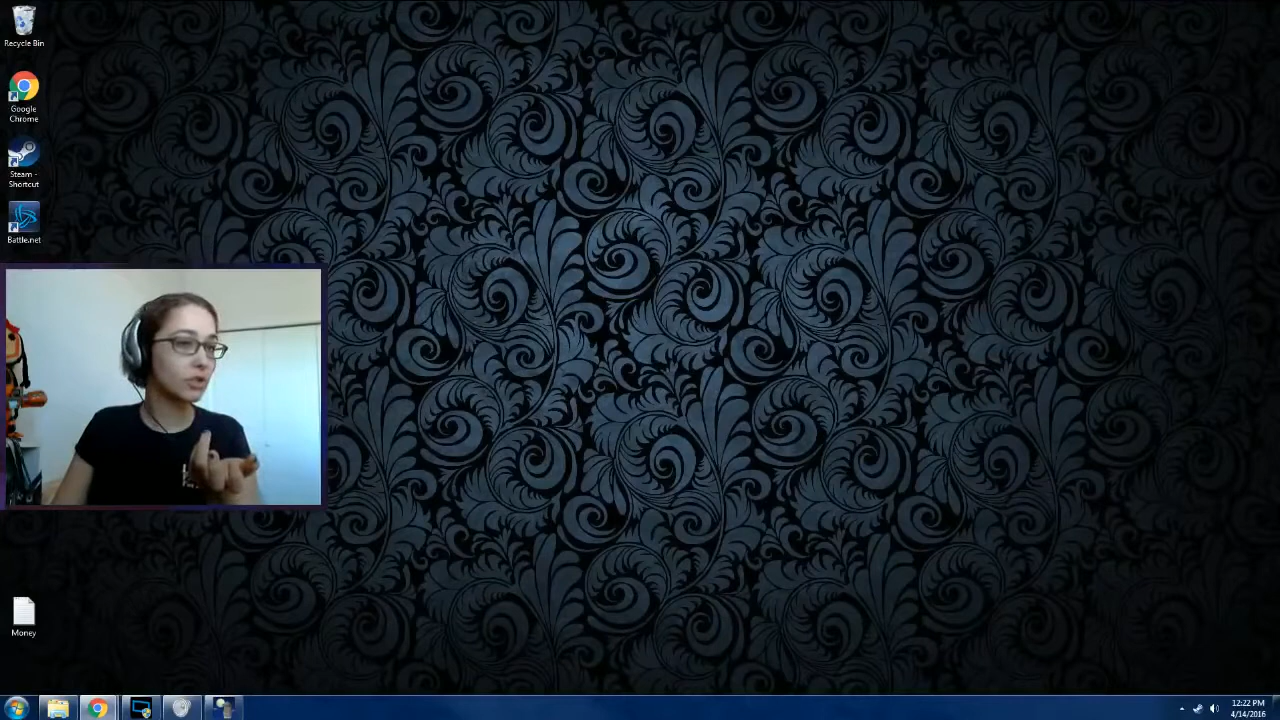 Recycle Bin
Google
Chrome
Steam -
Shortcut
Battle.net
Money
12:22 PM
4/14/2016